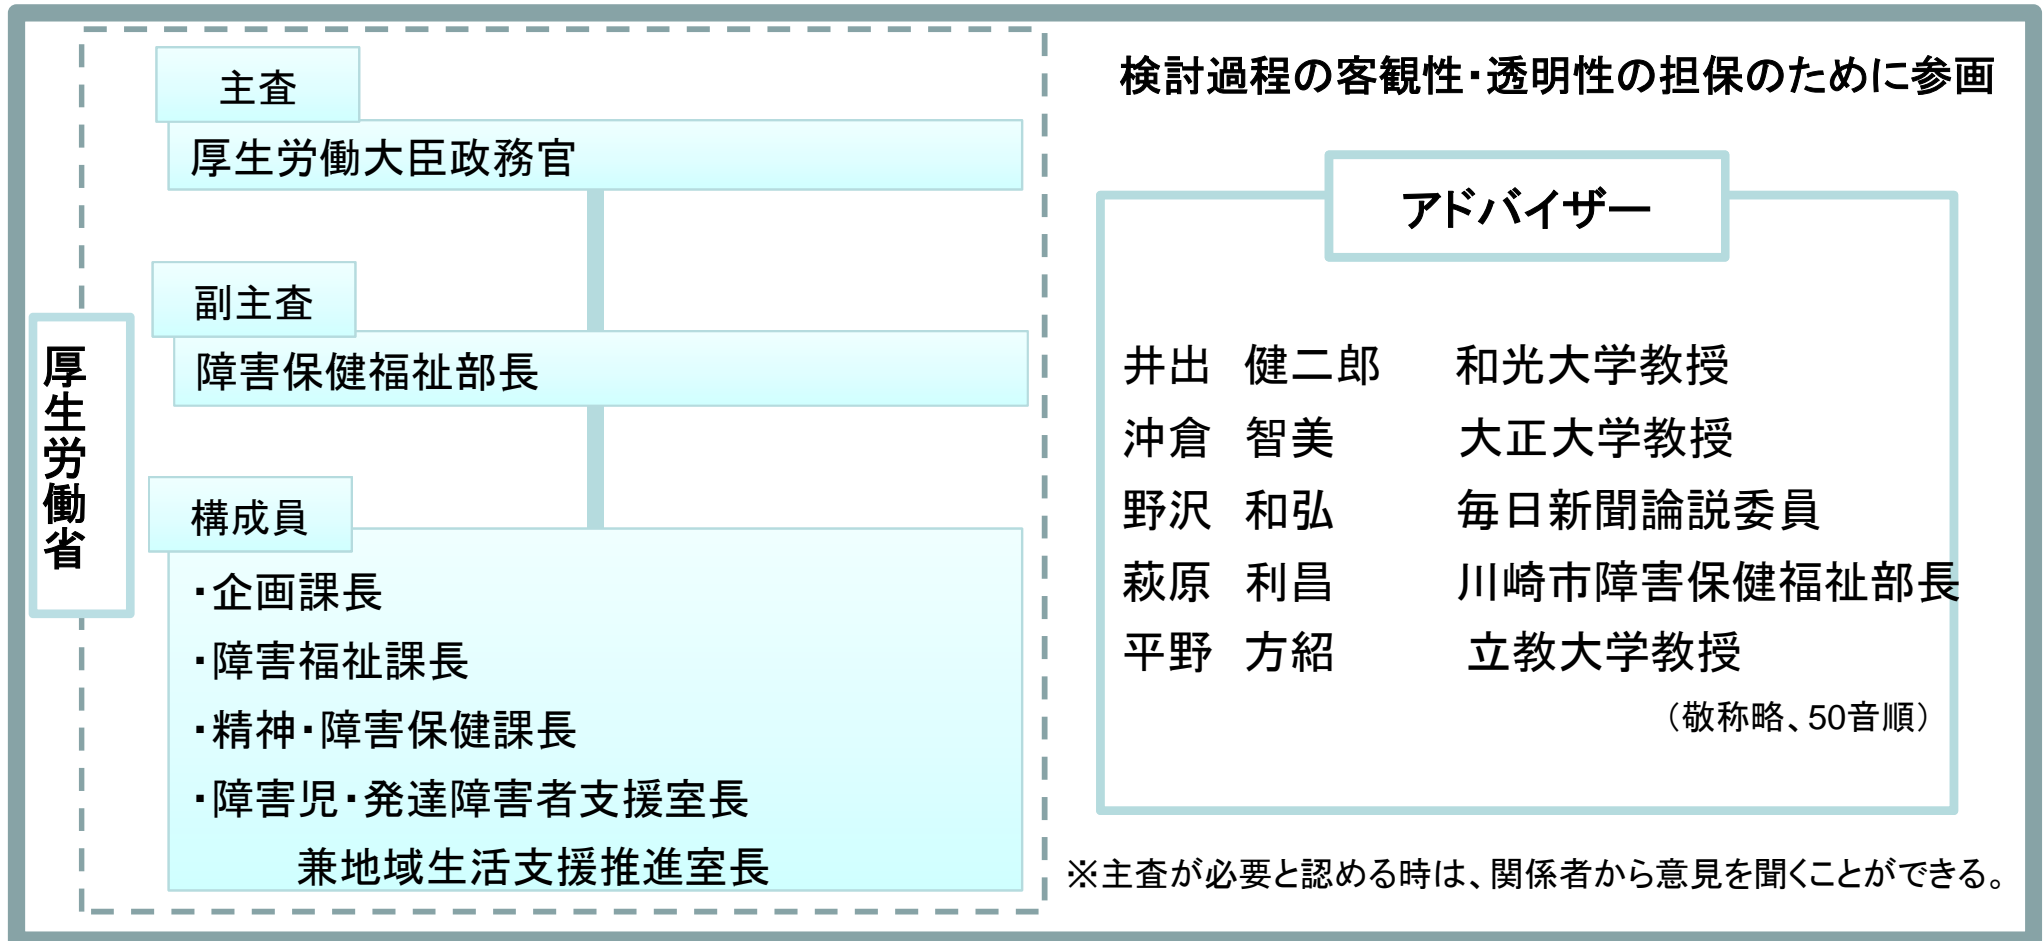 厚生労働省
主査
厚生労働大臣政務官
副主査
障害保健福祉部長
構成員
・企画課長
・障害福祉課長
・精神・障害保健課長
・障害児・発達障害者支援室長
兼地域生活支援推進室長
検討過程の客観性・透明性の担保のために参画
アドバイザー
井出 健二郎 和光大学教授
沖倉 智美 大正大学教授
野沢 和弘 毎日新聞論説委員
萩原 利昌 川崎市障害保健福祉部長
平野 方紹 立教大学教授
（敬称略、50音順）
※主査が必要と認める時は、関係者から意見を聞くことができる。